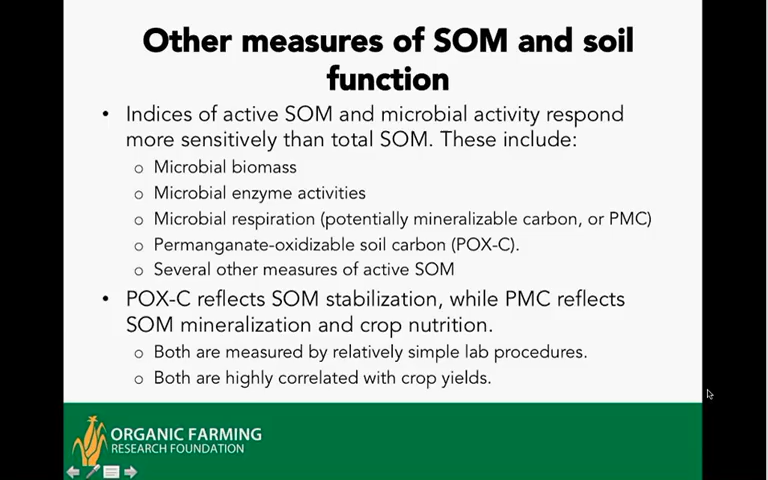 Other measures of SOM and soil
function
• Indices of active SOM and microbial activity respond
more sensitively than total SOM. These include:
o Microbial biomass
o Microbial enzyme activities
o Microbial respiration (potentially mineralizable carbon, or PMC)
o Permanganate-oxidizable soil carbon (POX-C).
o Several other measures of active SOM
• POX-C reflects SOM stabilization, while PMC reflects
SOM mineralization and crop nutrition.
o Both are measured by relatively simple lab procedures.
o Both are highly correlated with crop yields.
ORGANIC FARMING
RESEARCH FOUNDATION